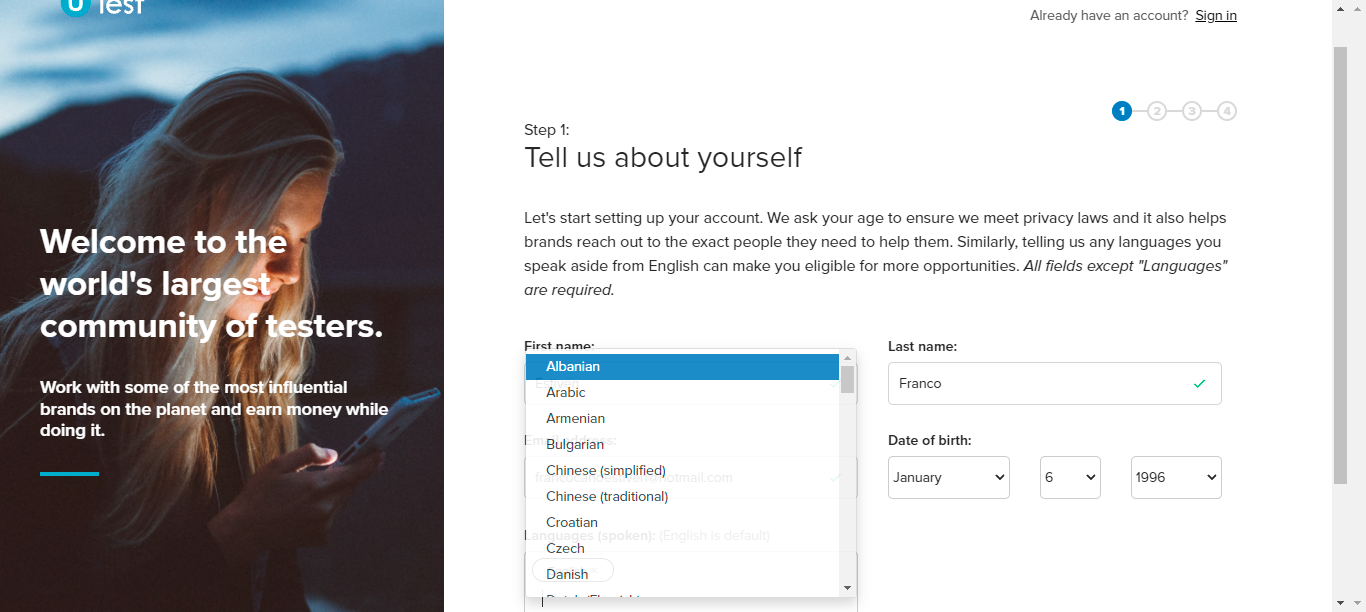 U Test
Already have an account? Sign in
1 2 3 4
Step 1:
Tell us about yourself
Let's start setting up your account. We ask your age to ensure we meet privacy laws and it also helps
brands reach out to the exact people they need to help them. Similarly, telling us any languages you
speak aside from English can make you eligible for more opportunities. All fields except "Languages"
are required.
Welcome to the
world's largest
community of testers.
Work with some of the most influential
brands on the planet and earn money while
doing it.
First name:
Last name:
Franco
Email address:
Date of birth:
January 6 1996
Languages (spoken): (English is default)
Albanian
Arabic
Armenian
Bulgarian
Chinese (simplified)
Chinese (traditional)
Croatian
Czech
Danish